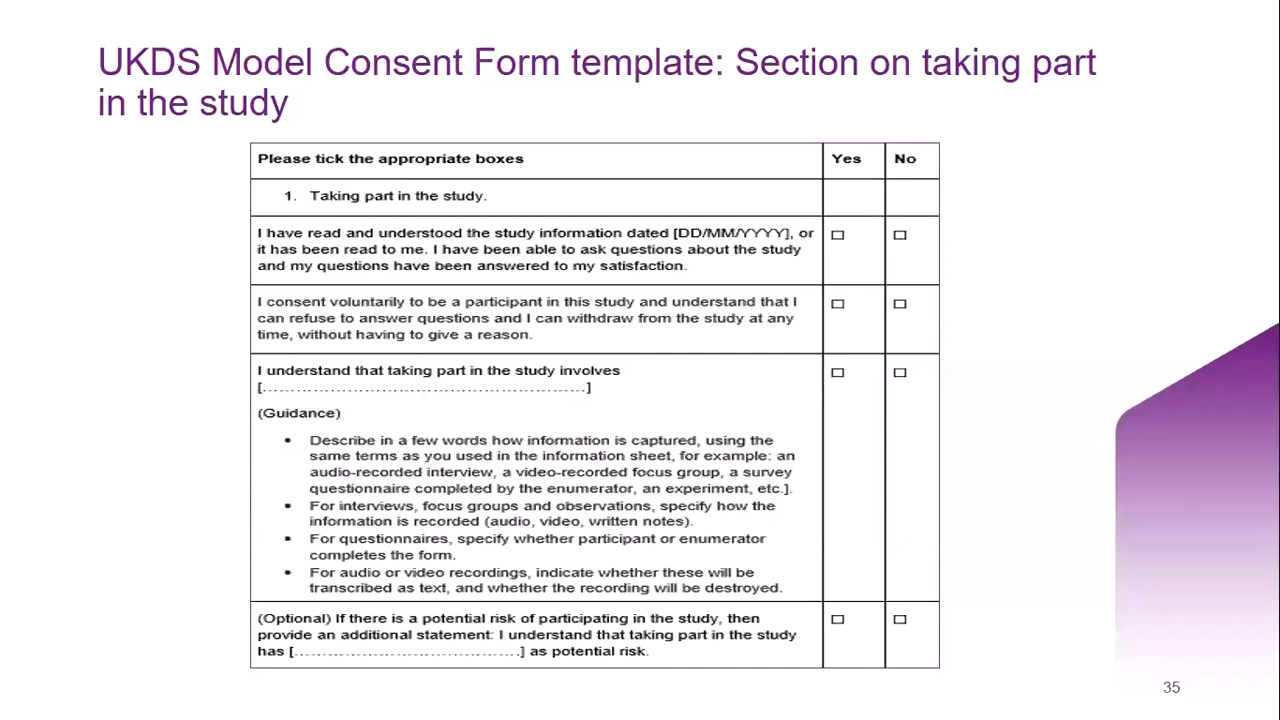 UKDS Model Consent Form template: Section on taking part
in the study
Please tick the appropriate boxes Yes No
1. Taking part in the study.
I have read and understood the study information dated [DD/MM/YYYY], or
it has been read to me. I have been able to ask questions about the study
and my questions have been answered to my satisfaction.
I consent voluntarily to be a participant in this study and understand that I
can refuse to answer questions and I can withdraw from the study at any
time, without having to give a reason.
I understand that taking part in the study involves
[......................................................]
(Guidance)
• Describe in a few words how information is captured, using the
same terms as you used in the information sheet, for example: an
audio-recorded interview, a video-recorded focus group, a survey
questionnaire completed by the enumerator, an experiment, etc.].
• For interviews, focus groups and observations, specify how the
information is recorded (audio, video, written notes).
• For questionnaires, specify whether participant or enumerator
completes the form.
• For audio or video recordings, indicate whether these will be
transcribed as text, and whether the recording will be destroyed.
(Optional) If there is a potential risk of participating in the study, then
provide an additional statement: I understand that taking part in the study
has [......................................] as potential risk.
35